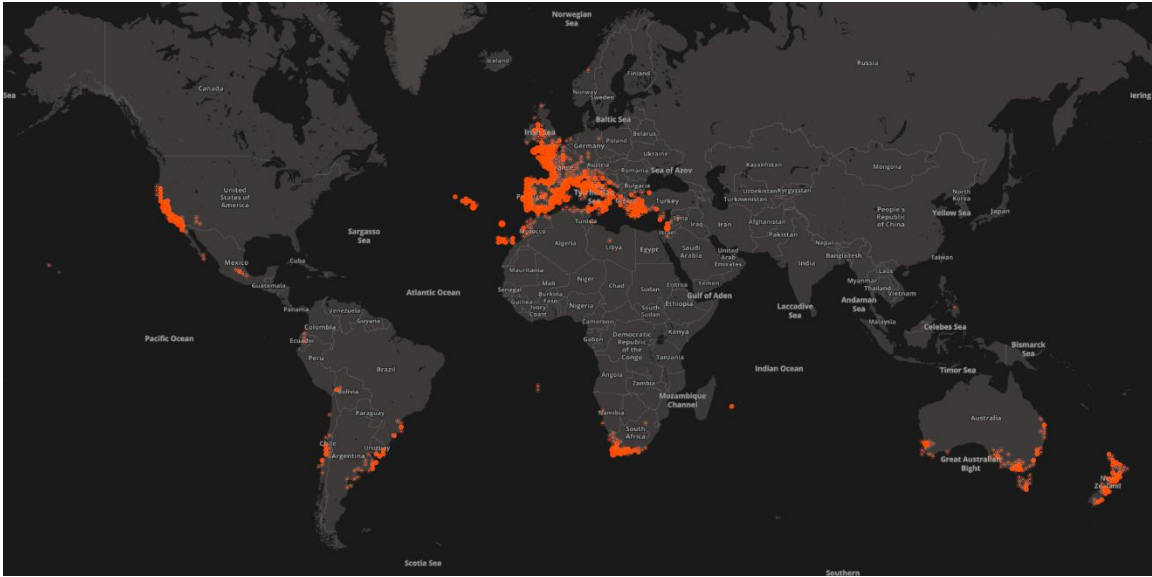 Norwegian
Sea
Iceland
Russia
Finland
Canada
Norway
Sweden
Sea
ering
Baltic Sea
Irish Sea
Belarus
Poland
Germany
Ukraine
Kazakhstan
Mongolia
Austria
Romania
Sea of Azov
Bulgaria
United
States of
America
Uzbekistan
Kyrgyzstan
Turkmenistan
North
Korea
Japan
Yellow Sea
People's
Republic
of China
Turkey
Tunisia
Syria
Iraq
Iran
Afghanistan
Israel
Pakistan
Nepal
Morocco
Sargasso
Sea
Algeria
Libya
Egypt
Saudi
Arabia
United
Arab
Emirates
Bangladesh
India
Taiwan
Mexico
Cuba
Guatemala
Mauritania
Mali
Niger
Chad
Sudan
Eritrea
Yemen
Myanmar
Laos
Thailand
Vietnam
Senegal
Guinea
Burkina
Faso
Ivory
Coast
Nigeria
South
Sudan
Ethiopia
Gulf of Aden
Laccadive
Sea
Andaman
Sea
Atlantic Ocean
Panama
Venezuela
Guyana
Colombia
Cameroon
Malaysia
Celebes Sea
Ecuador
Gabon
Democratic
Republic
of the
Congo
Kenya
Tanzania
Pacific Ocean
Peru
Brazil
Bismarck
Sea
Indian Ocean
Timor Sea
Angola
Zambia
Bolivia
Mozambique
Channel
Paraguay
Namibia
Australia
South
Africa
Chile
Uruguay
Argentina
Great Australian
Bight
New
Zealand
Scotia Sea
Southern